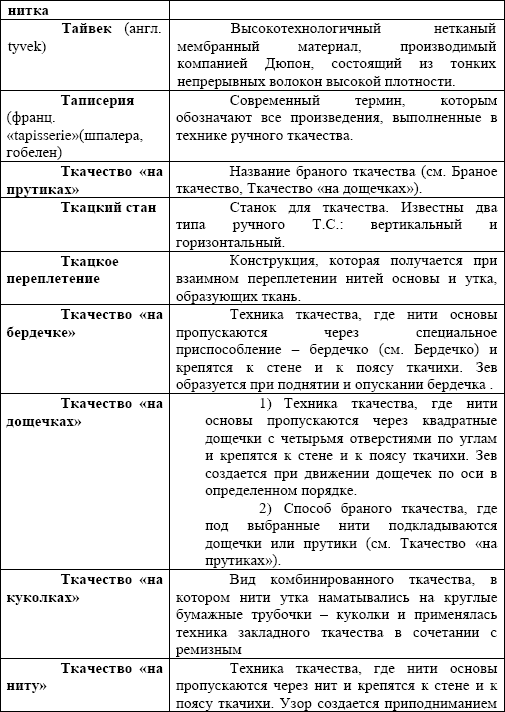 нитка
Тайвек (англ.
tyvek)
Высокотехнологичный нетканый
мембранный материал, производимый
компанией Дюпон, состоящий из тонких
непрерывных волокон высокой плотности.
Таписерия
(франц.
«tapisserie»(шпалера,
гобелен)
Современный термин, которым
обозначают все произведения, выполненные в
технике ручного ткачества.
Ткачество «на
прутиках»
Название браного ткачества (см. Браное
ткачество, Ткачество «на дощечках»).
Ткацкий стан
Станок для ткачества. Известны два
типа ручного Т.С.: вертикальный и
горизонтальный.
Ткацкое
переплетение
Конструкция, которая получается при
взаимном переплетении нитей основы и утка,
образующих ткань.
Ткачество «на
бердечке»
Техника ткачества, где нити основы
пропускаются через специальное
приспособление – бердечко (см. Бердечко) и
крепятся к стене и к поясу ткачихи. Зев
образуется при поднятии и опускании бердечка .
Ткачество «на
дощечках»
1) Техника ткачества, где нити
основы пропускаются через квадратные
дощечки с четырьмя отверстиями по углам
и крепятся к стене и к поясу ткачихи. Зев
создается при движении дощечек по оси в
определенном порядке.
2) Способ браного ткачества, где
под выбранные нити подкладываются
дощечки или прутики (см. Ткачество «на
прутиках»).
Ткачество «на
куколках»
Вид комбинированного ткачества, в
котором нити утка наматывались на круглые
бумажные трубочки – куколки и применялась
техника закладного ткачества в сочетании с
ремизным
Ткачество «на
ниту»
Техника ткачества, где нити основы
пропускаются через нит и крепятся к стене и к
поясу ткачихи. Узор создается приподниманием